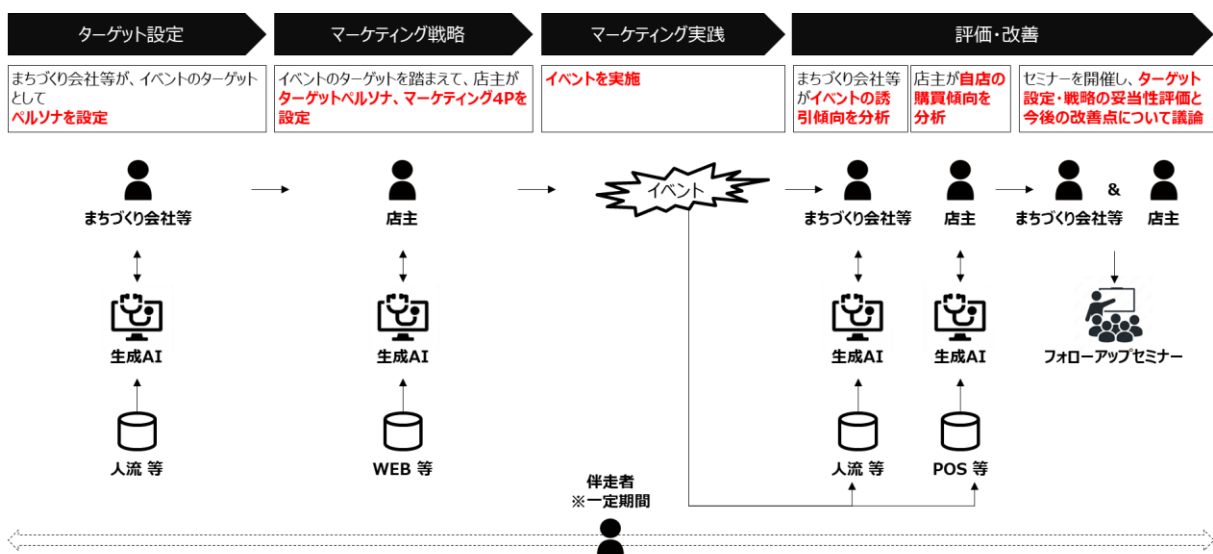 ターゲット設定
マーケティング戦略
マーケティング実践
評価・改善
まちづくり会社等が、イベントのターゲット
として
ペルソナを設定
イベントのターゲットを踏まえて、店主が
ターゲットペルソナ、マーケティング4Pを
設定
イベントを実施
まちづくり会社等
がイベントの誘
引傾向を分析
店主が自店の
購買傾向を
分析
セミナーを開催し、ターゲット
設定・戦略の妥当性評価と
今後の改善点について議論
まちづくり会社等
店主
イベント
まちづくり会社等
店主
まちづくり会社等
&
店主
生成AI
生成AI
生成AI
生成AI
フォローアップセミナー
人流 等
WEB 等
人流 等
POS 等
伴走者
※一定期間